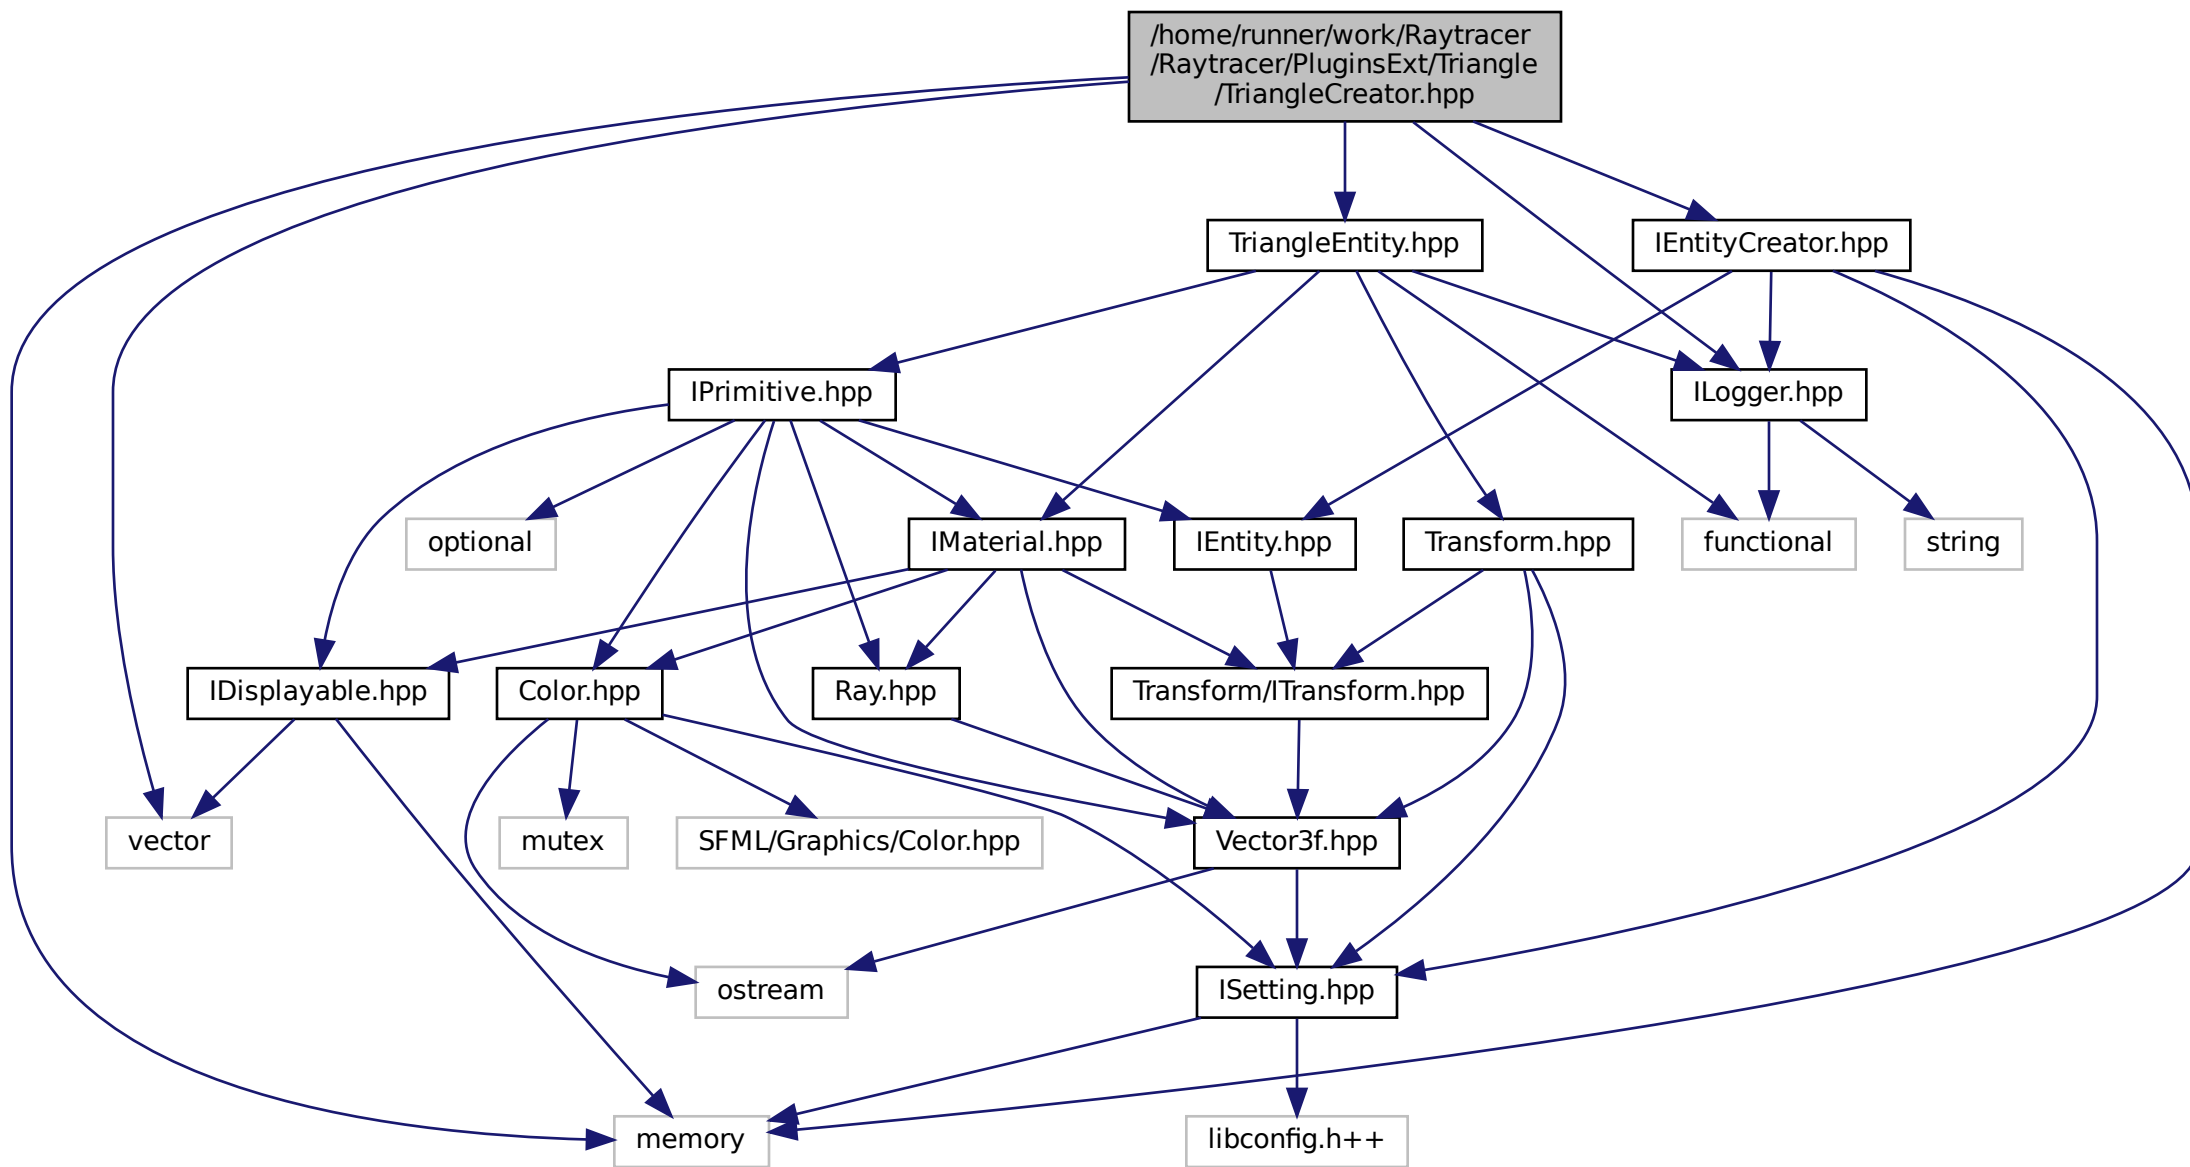 /home/runner/work/Raytracer
/Raytracer/PluginsExt/Triangle
/TriangleCreator.hpp
TriangleEntity.hpp
IEntityCreator.hpp
IPrimitive.hpp
ILogger.hpp
optional
IMaterial.hpp
IEntity.hpp
Transform.hpp
functional
string
IDisplayable.hpp
Color.hpp
Ray.hpp
Transform/ITransform.hpp
vector
mutex
SFML/Graphics/Color.hpp
Vector3f.hpp
ostream
ISetting.hpp
memory
libconfig.h++